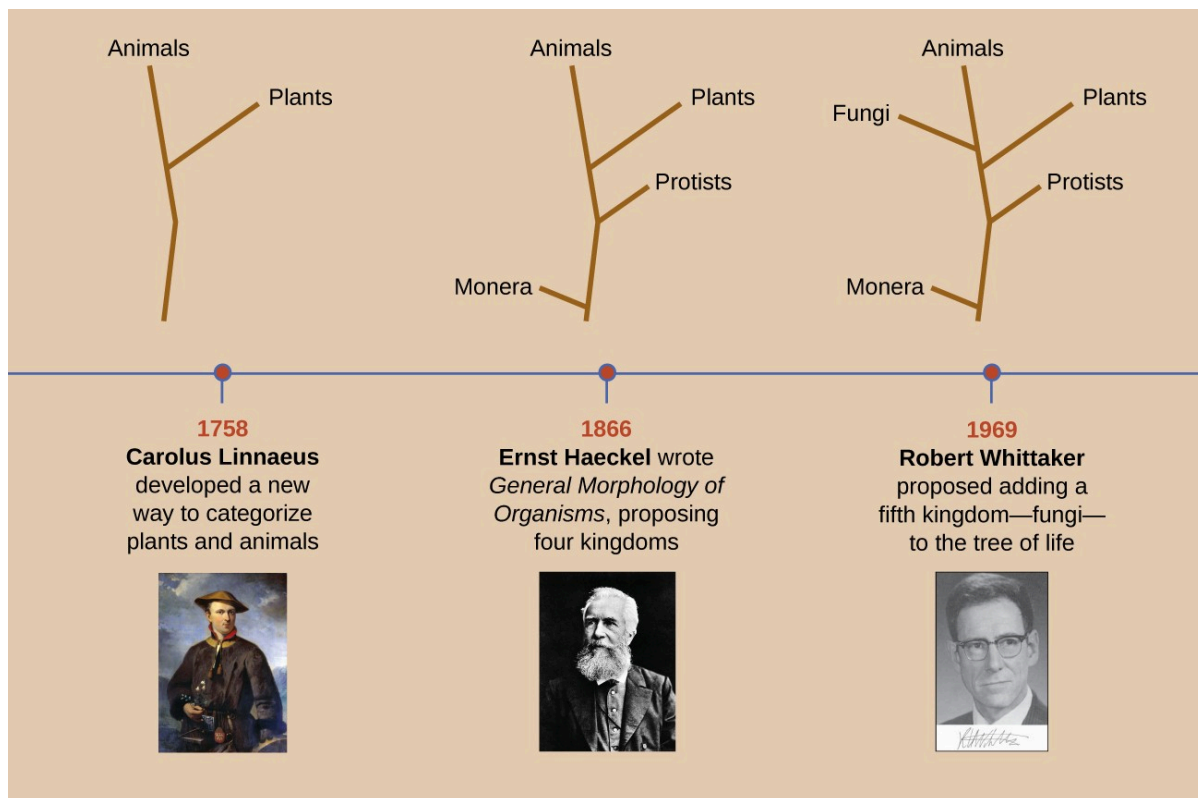 Animals
Plants
Animals
Plants
Protists
Monera
Animals
Fungi
Plants
Protists
Monera
1758
Carolus Linnaeus
developed a new
way to categorize
plants and animals
1866
Ernst Haeckel wrote
General Morphology of
Organisms, proposing
four kingdoms
1969
Robert Whittaker
proposed adding a
fifth kingdom—fungi—
to the tree of life